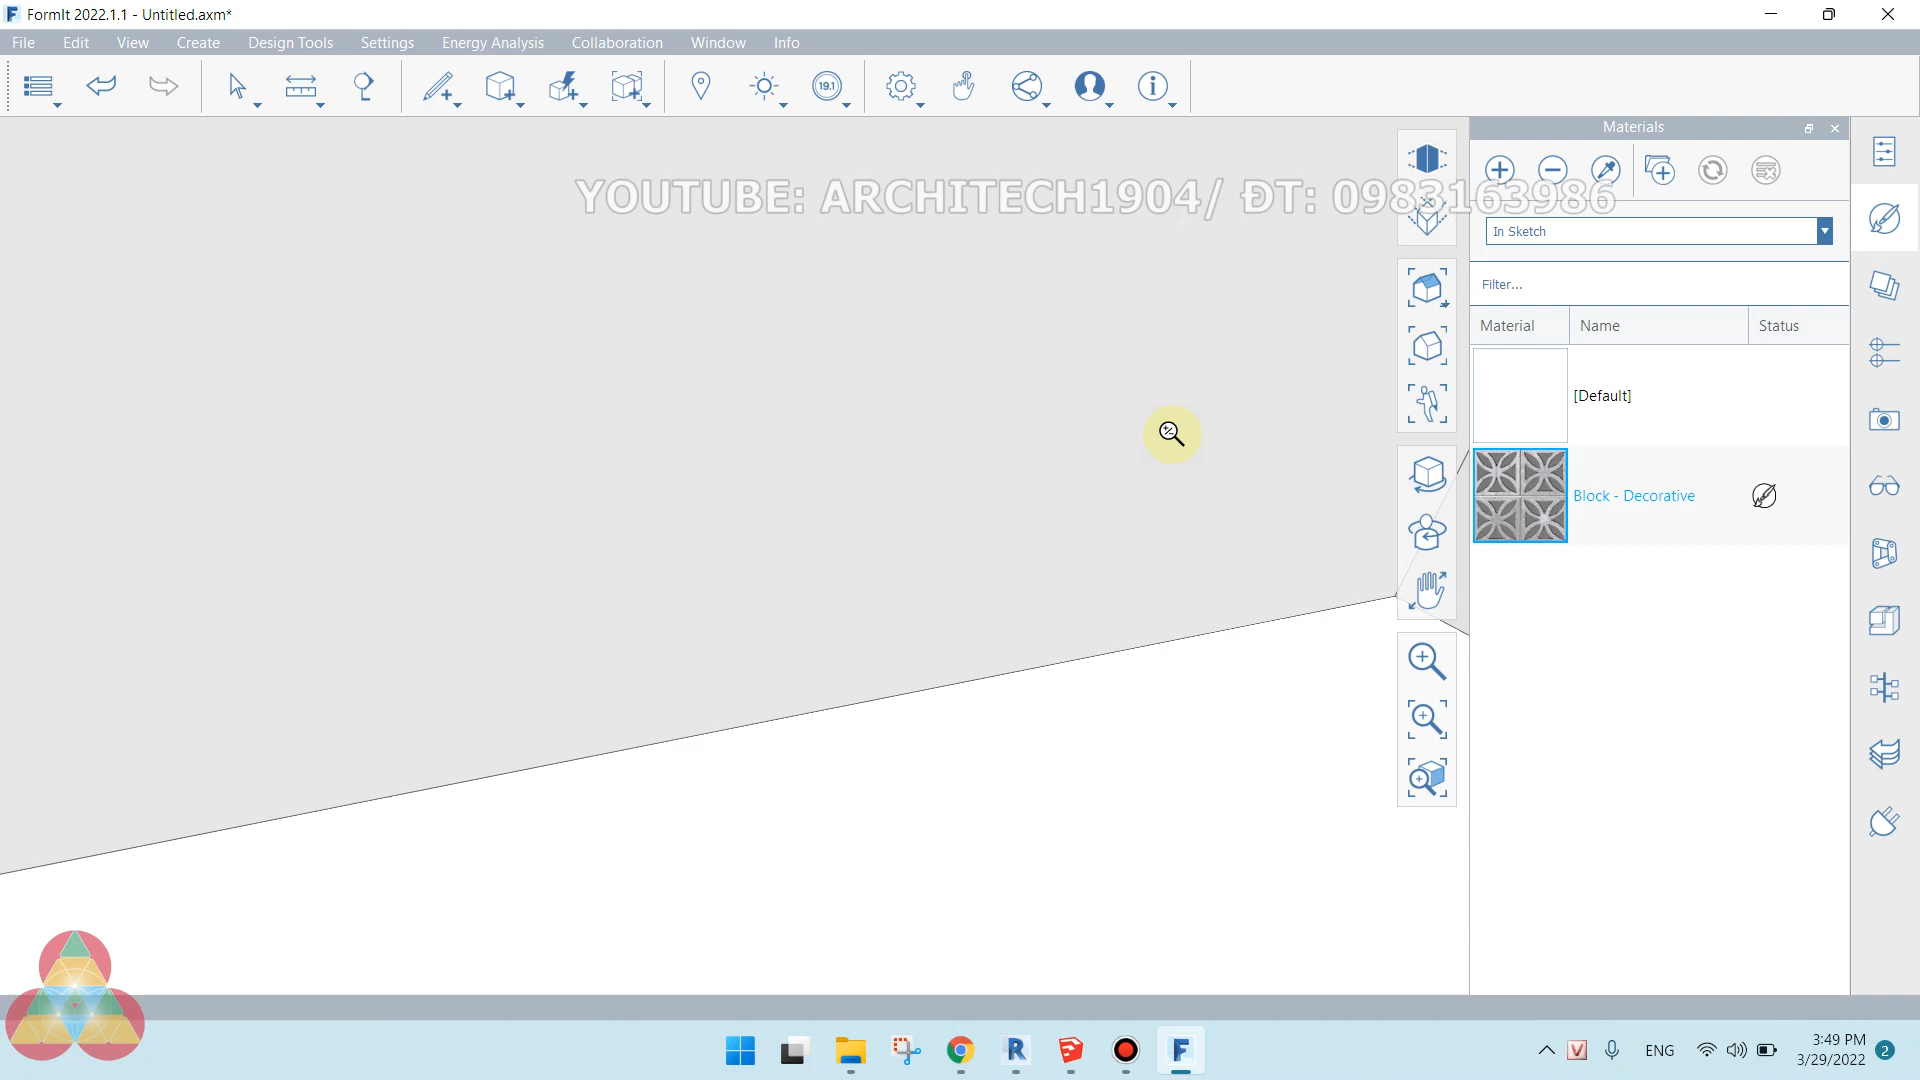 FormIt 2022.1.1 - Untitled.axm*
File Edit View Create Design Tools Settings Energy Analysis Collaboration Window Info
19.1
Materials
YOUTUBE: ARCHITECH1904/ ĐT: 0983163986
In Sketch
Filter...
Material Name Status
[Default]
Block - Decorative
ENG
3:49 PM
3/29/2022
2